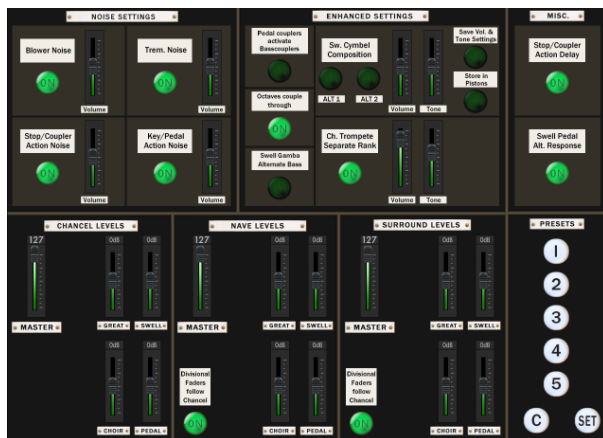 NOISE SETTINGS
Blower Noise
ON
Volume
Trem. Noise
ON
Volume
Stop/Coupler
Action Noise
ON
Volume
Key/Pedal
Action Noise
ON
Volume
ENHANCED SETTINGS
Pedal couplers
activate
Basscouplers
Octaves couple
through
ON
Swell Gamba
Alternate Bass
Sw. Cymbel
Composition
ALT 1
ALT 2
Volume
Tone
Save Vol. &
Tone Settings
Store in
Pistons
Ch. Trompete
Separate Rank
ON
Volume
Tone
MISC.
Stop/Coupler
Action Delay
ON
Swell Pedal
Alt. Response
ON
CHANCEL LEVELS
127
MASTER
0dB
GREAT
0dB
SWELL
0dB
CHOIR
0dB
PEDAL
NAVE LEVELS
127
MASTER
0dB
GREAT
0dB
SWELL
Divisional
Faders
follow
Chancel
ON
0dB
CHOIR
0dB
PEDAL
SURROUND LEVELS
127
MASTER
0dB
GREAT
0dB
SWELL
Divisional
Faders
follow
Chancel
ON
0dB
CHOIR
0dB
PEDAL
PRESETS
1
2
3
4
5
C
SET